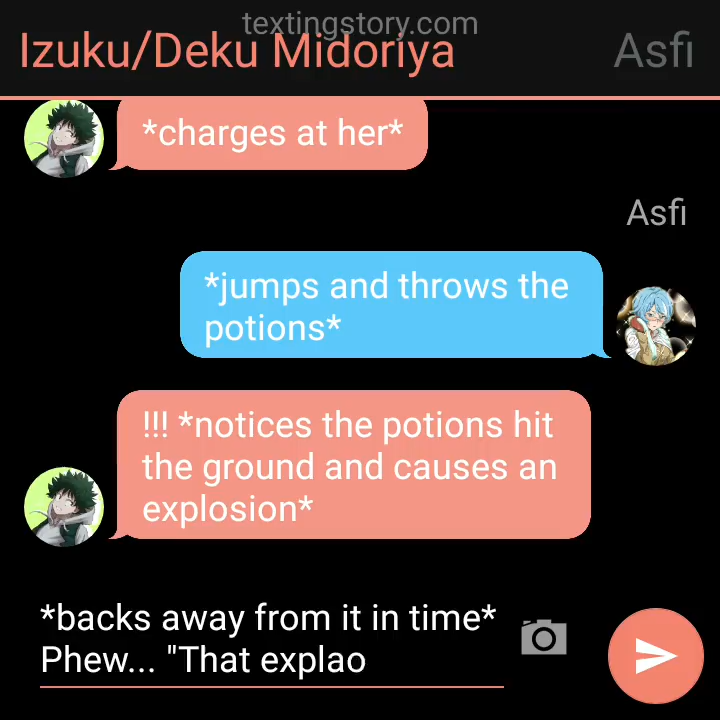 textingstory.com
Izuku/Deku Midoriya
Asfi
*charges at her*
Asfi
*jumps and throws the
potions*
!!! *notices the potions hit
the ground and causes an
explosion*
*backs away from it in time*
Phew... "That explao